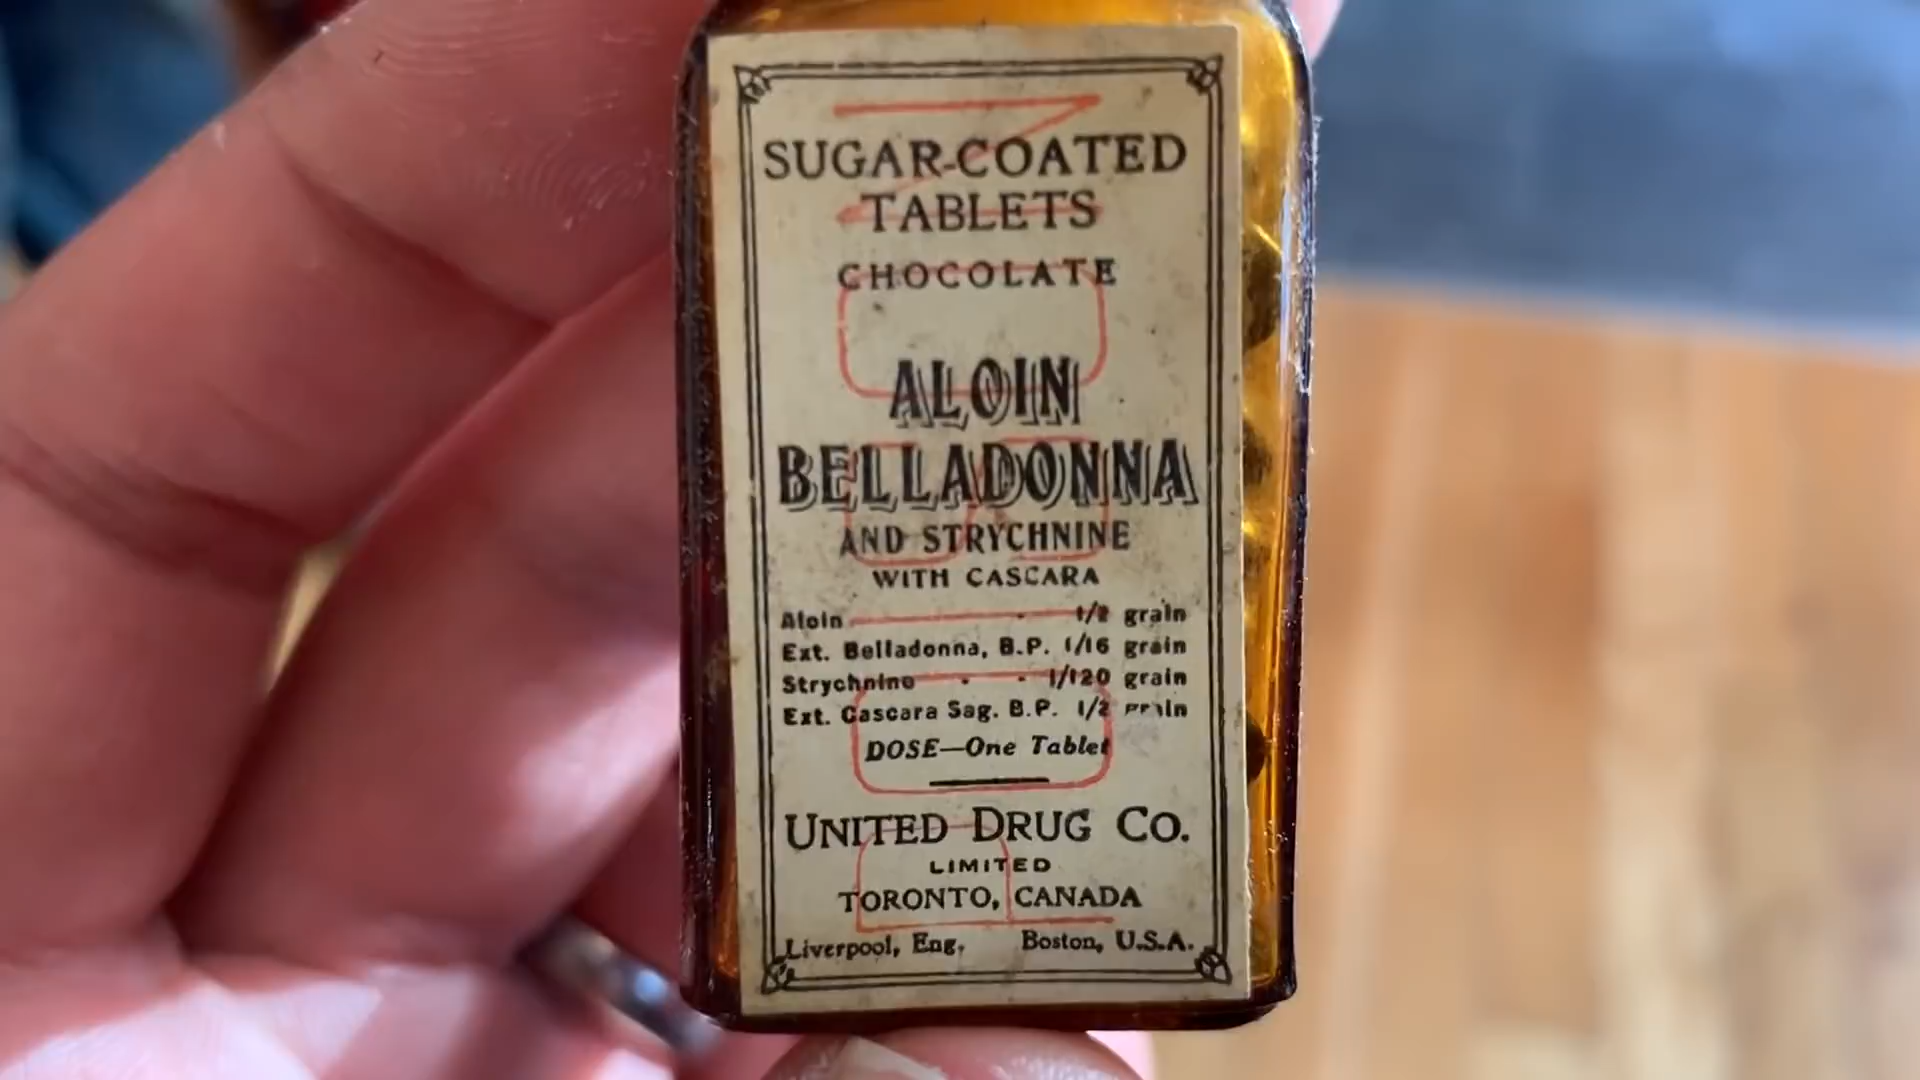 SUGAR-COATED
TABLETS
CHOCOLATE
ALOIN
BELLADONNA
AND STRYCHNINE
WITH CASCARA
Aloin - 1/2 grain
Ext. Belladonna, B.P. 1/16 grain
Strychnine - - 1/120 grain
Ext. Cascara Sag. B.P. 1/2 grain
DOSE—One Tablet
UNITED DRUG CO.
LIMITED
TORONTO, CANADA
Liverpool, Eng. Boston, U.S.A.